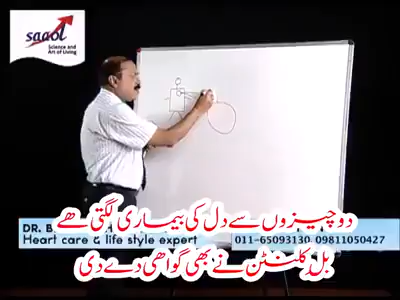 saaol
Science and
Art of Living
دو چیزوں سے دل کی بیماری لگتی ھے
DR. B
Heart care & life style expert
011-65093130 09811050427
بل کلنٹن نے بھی گواھی دے دی